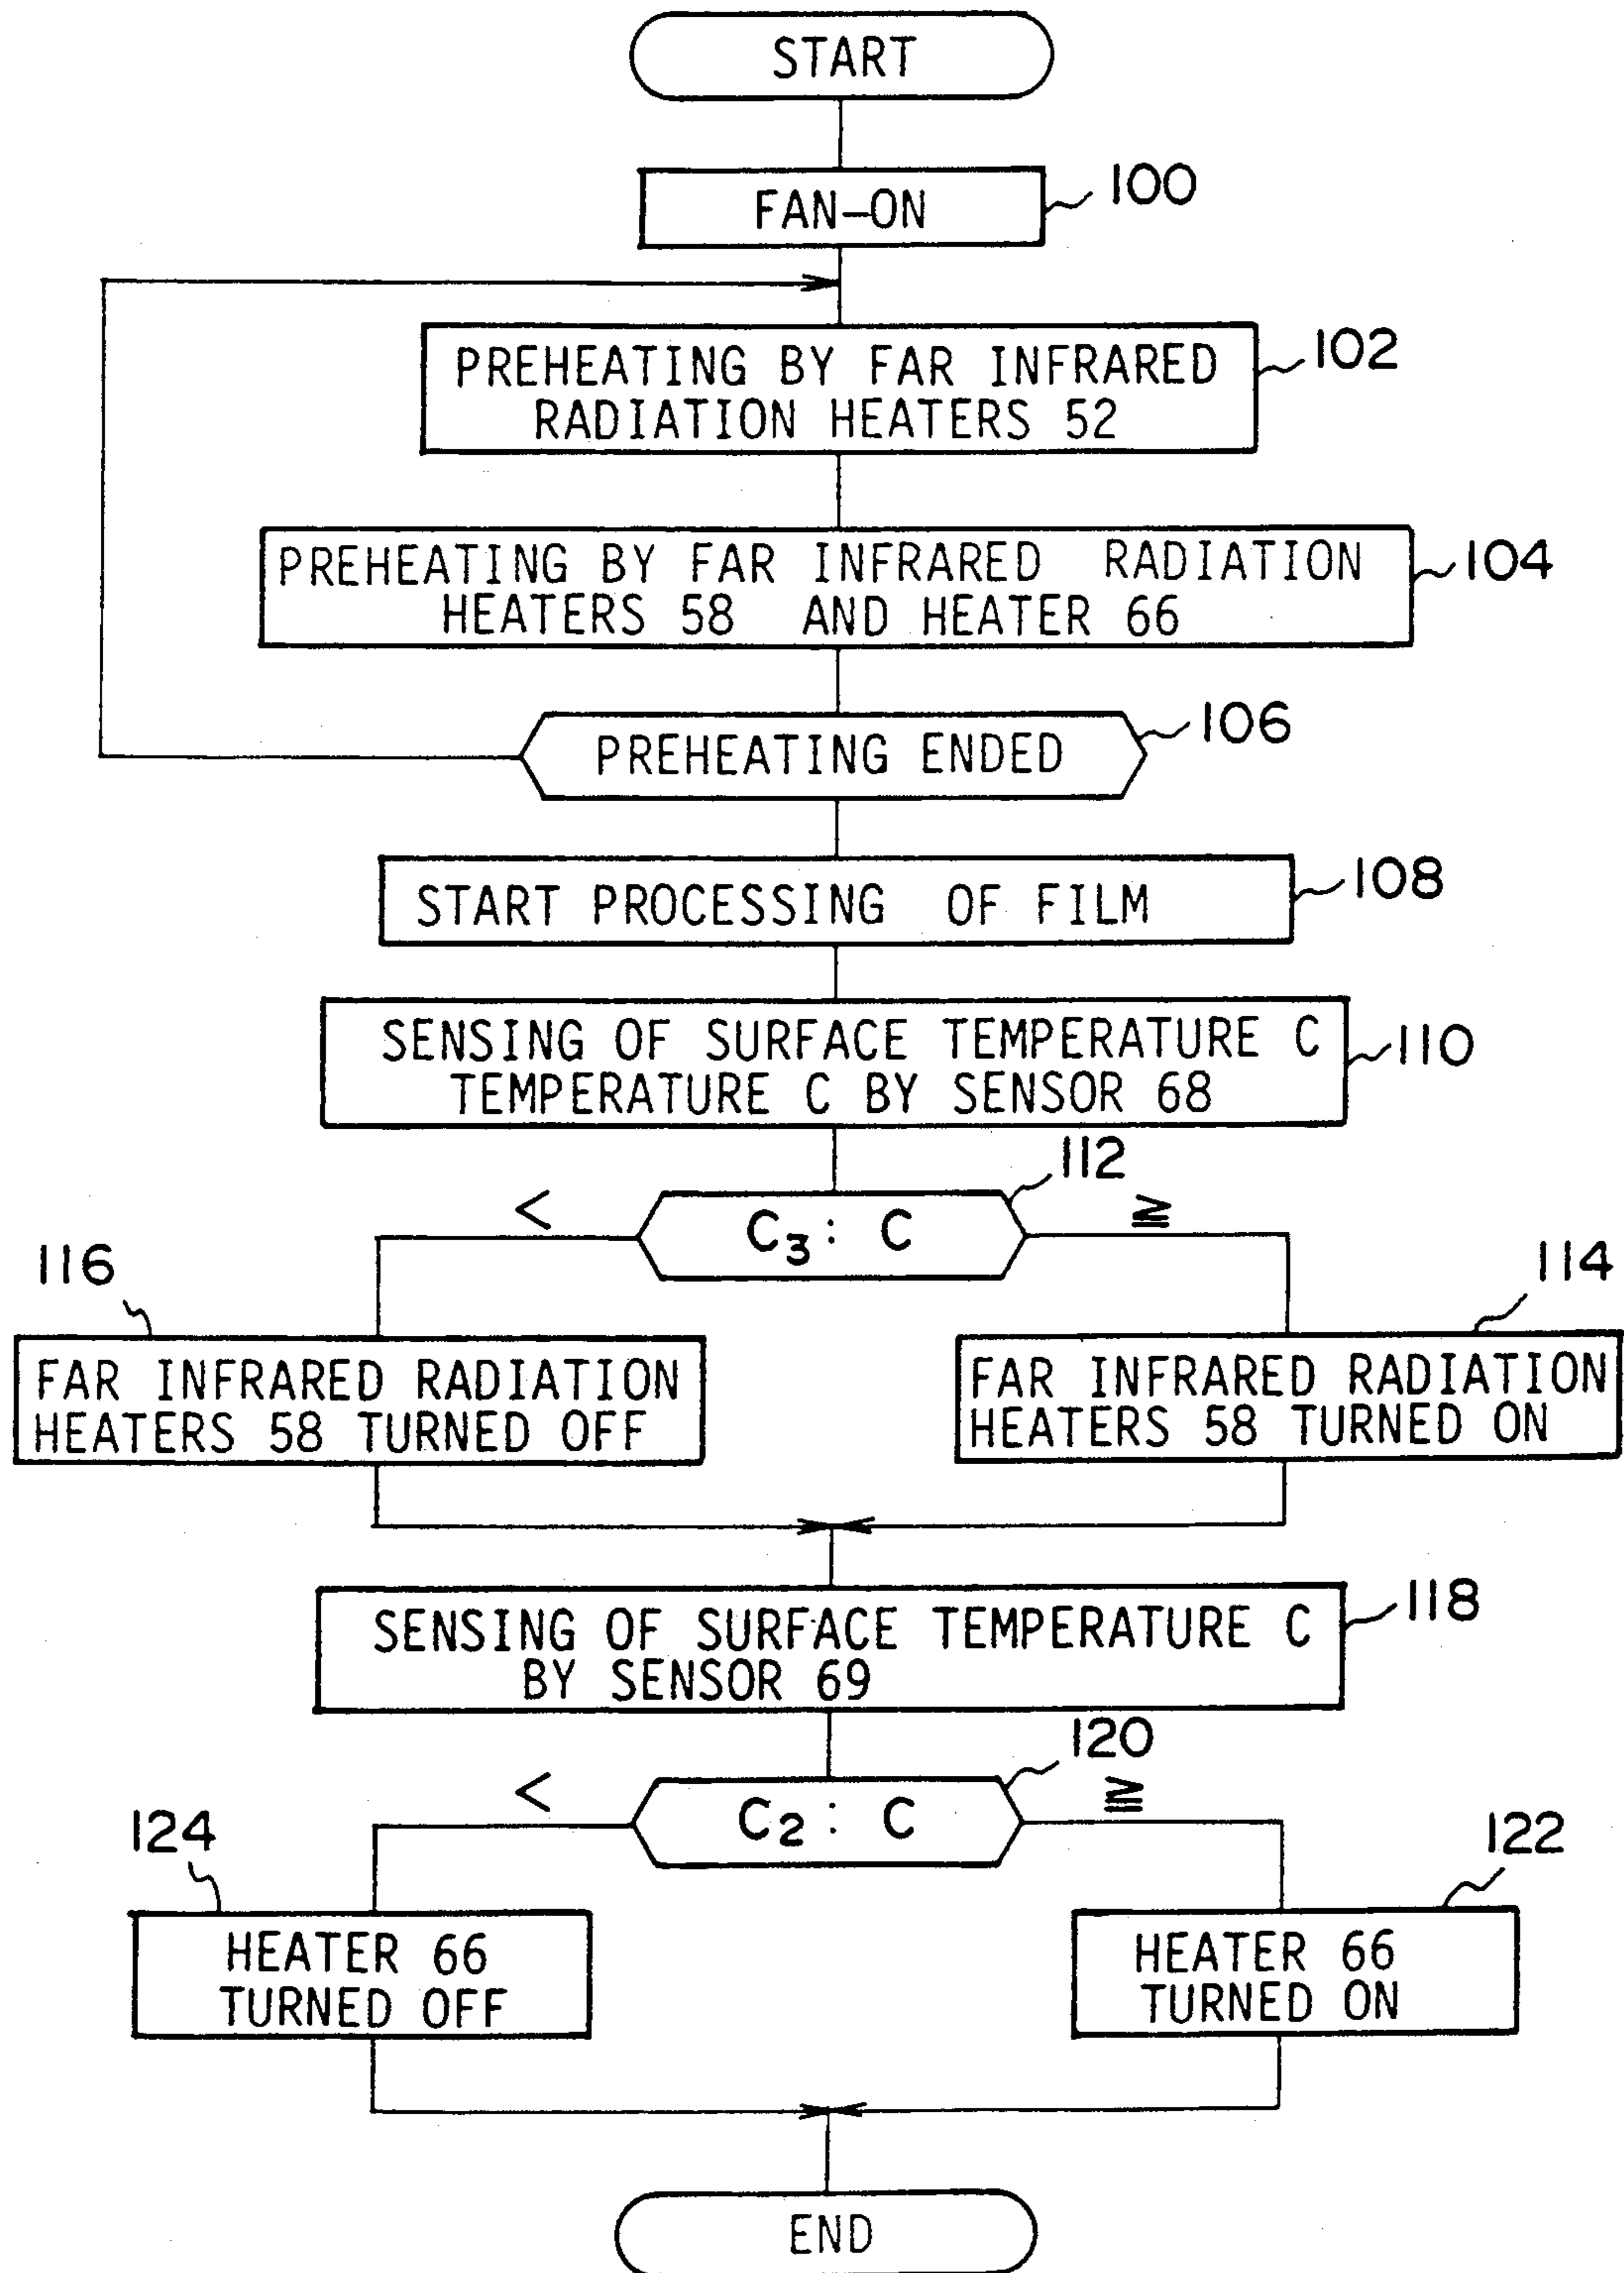 START
FAN-ON
100
PREHEATING BY FAR INFRARED
RADIATION HEATERS 52
102
PREHEATING BY FAR INFRARED RADIATION
HEATERS 58 AND HEATER 66
104
PREHEATING ENDED
106
START PROCESSING OF FILM
108
SENSING OF SURFACE TEMPERATURE C
TEMPERATURE C BY SENSOR 68
110
112
<
C₃ : C
≧
116
114
FAR INFRARED RADIATION
HEATERS 58 TURNED OFF
FAR INFRARED RADIATION
HEATERS 58 TURNED ON
SENSING OF SURFACE TEMPERATURE C
BY SENSOR 69
118
120
<
C₂ : C
≧
124
122
HEATER 66
TURNED OFF
HEATER 66
TURNED ON
END